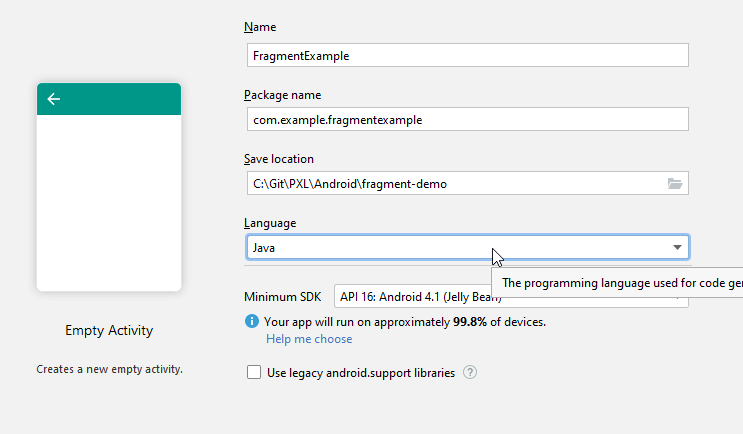 Name
FragmentExample
Package name
com.example.fragmentexample
Save location
C:\Git\PXL\Android\fragment-demo
Language
Java
The programming language used for code
Minimum SDK
API 16: Android 4.1 (Jelly Bean)
Your app will run on approximately 99.8% of devices.
Help me choose
Use legacy android.support libraries ?
Empty Activity
Creates a new empty activity.